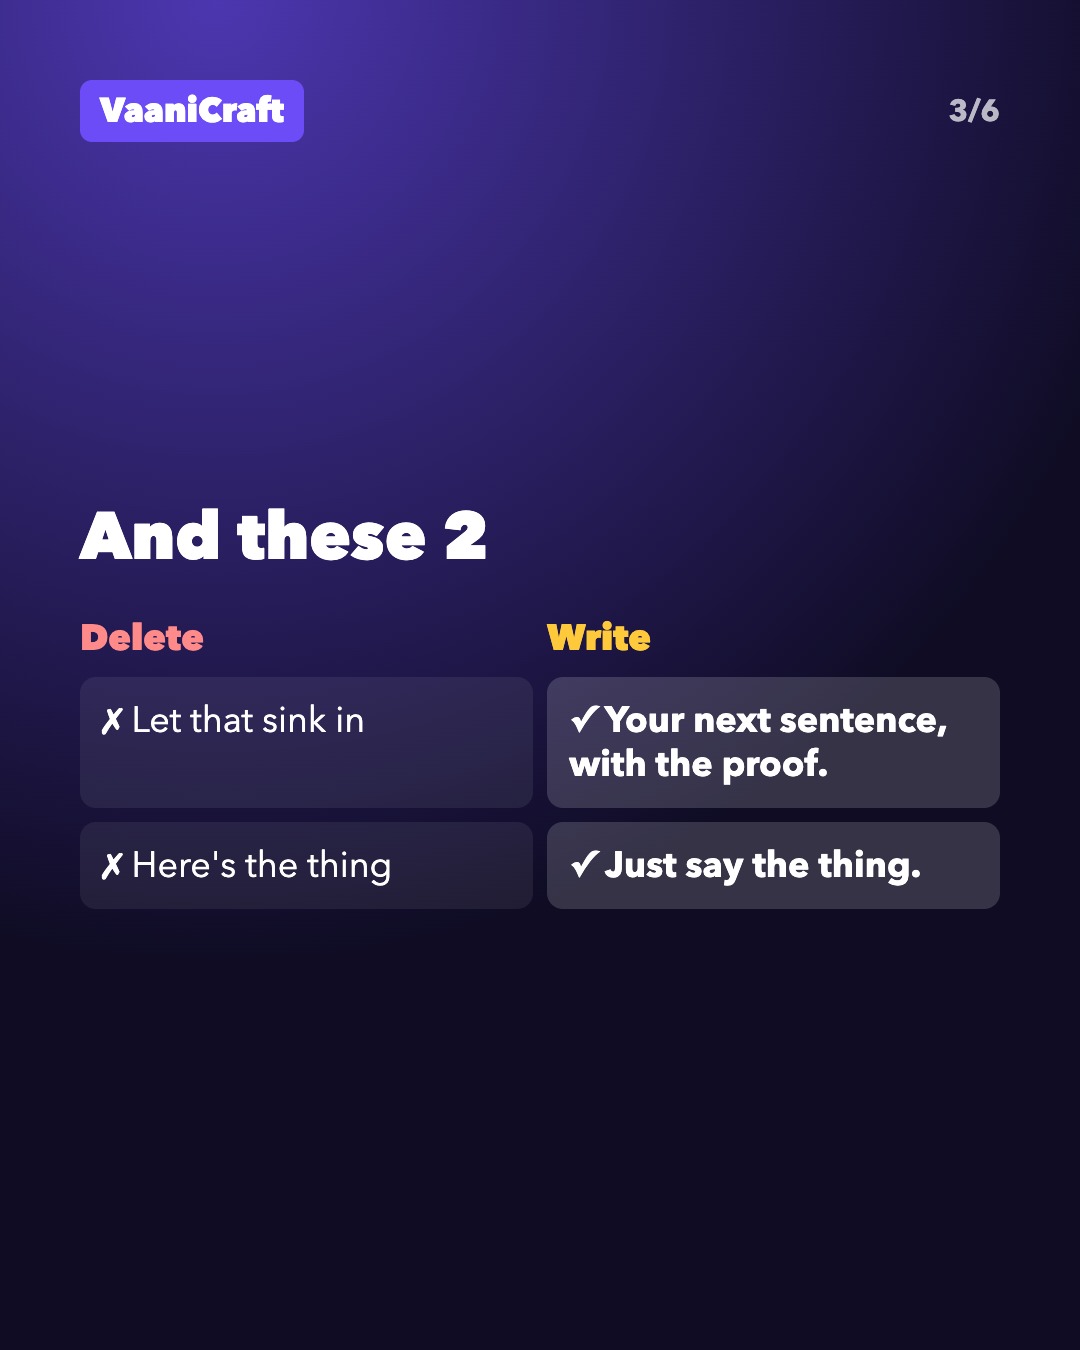 VaaniCraft
3/6
And these 2
Delete
Write
✗ Let that sink in
✓ Your next sentence,
with the proof.
✗ Here's the thing
✓ Just say the thing.